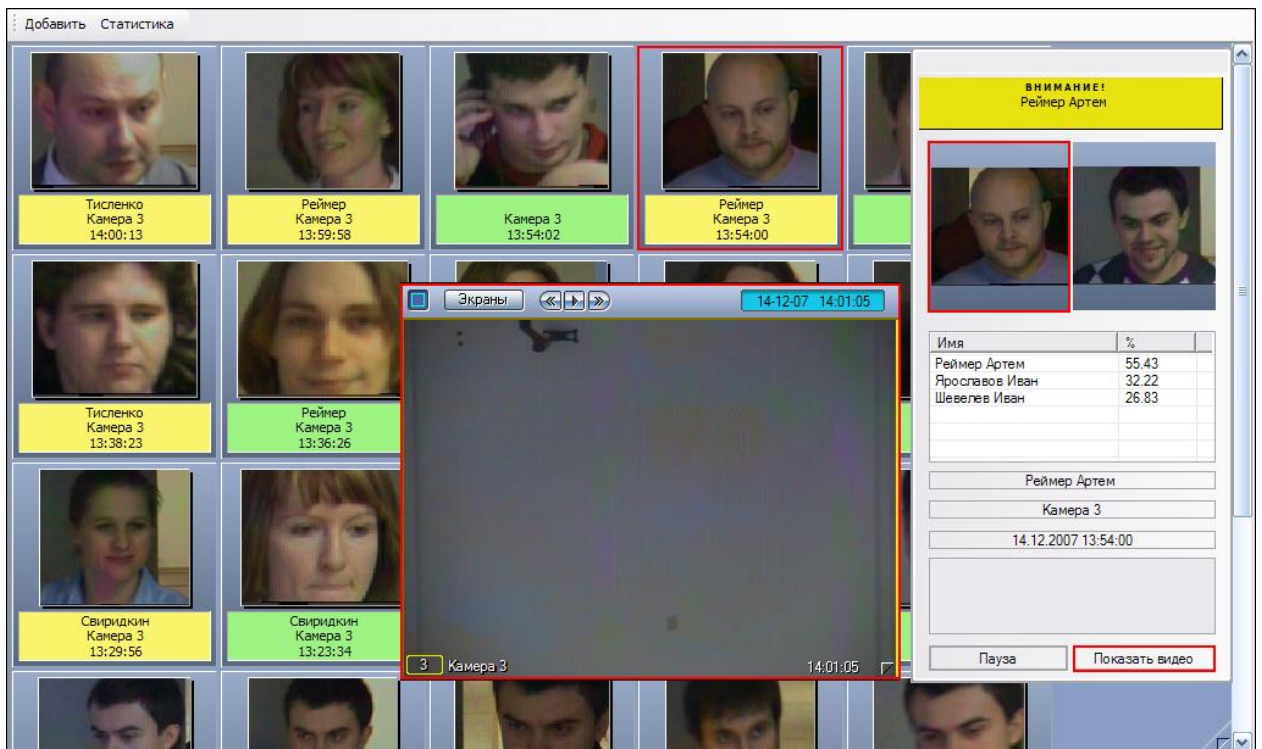 Добавить Статистика
Тисленко
Камера 3
14:00:13
Реймер
Камера 3
13:59:58
Камера 3
13:54:02
Реймер
Камера 3
13:54:00
Тисленко
Камера 3
13:38:23
Реймер
Камера 3
13:36:26
Свиридкин
Камера 3
13:29:56
Свиридкин
Камера 3
13:23:34
Экраны
14-12-07 14:01:05
3 Камера 3
14:01:05
ВНИМАНИЕ!
Реймер Артем
Имя %
Реймер Артем 55.43
Ярославов Иван 32.22
Шевелев Иван 26.83
Реймер Артем
Камера 3
14.12.2007 13:54:00
Пауза Показать видео